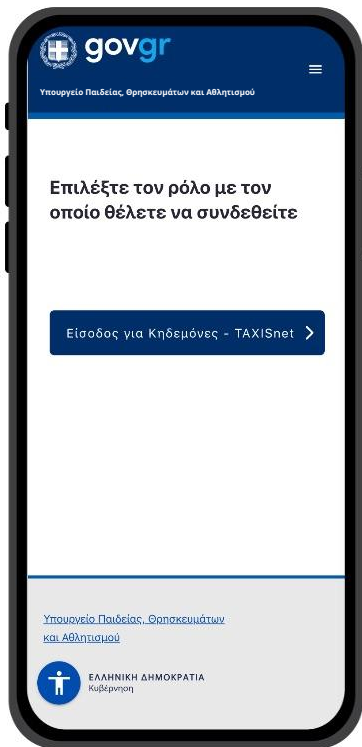 govgr
Υπουργείο Παιδείας, Θρησκευμάτων και Αθλητισμού
Επιλέξτε τον ρόλο με τον
οποίο θέλετε να συνδεθείτε
Είσοδος για Κηδεμόνες - TAXISnet
Υπουργείο Παιδείας, Θρησκευμάτων
και Αθλητισμού
ΕΛΛΗΝΙΚΗ ΔΗΜΟΚΡΑΤΙΑ
Κυβέρνηση